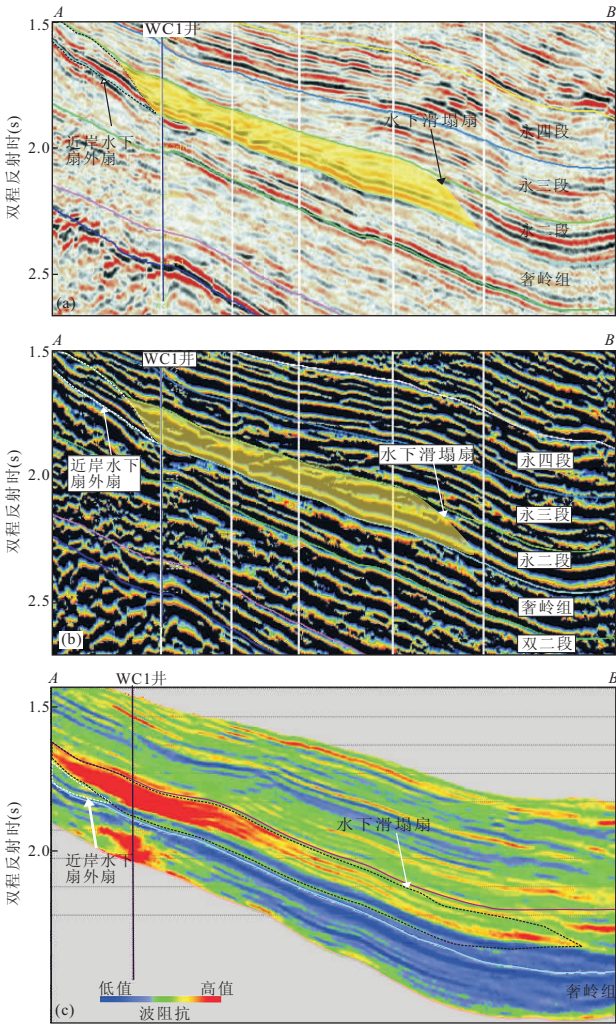 A
B
WC1井
1.5
2.0
2.5
双程反射时(s)
近岸水下
扇外扇
水下滑塌扇
永四段
永三段
永二段
奢岭组
(a)
A
B
WC1井
1.5
2.0
2.5
双程反射时(s)
近岸水下
扇外扇
水下滑塌扇
永四段
永三段
永二段
奢岭组
双二段
(b)
A
WC1井
B
1.5
2.0
双程反射时(s)
水下滑塌扇
近岸水下
扇外扇
低值
高值
波阻抗
奢岭组
(c)